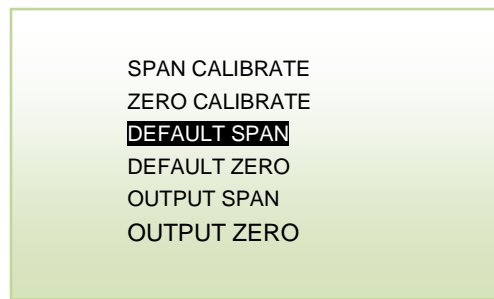 SPAN CALIBRATE
ZERO CALIBRATE
DEFAULT SPAN
DEFAULT ZERO
OUTPUT SPAN
OUTPUT ZERO